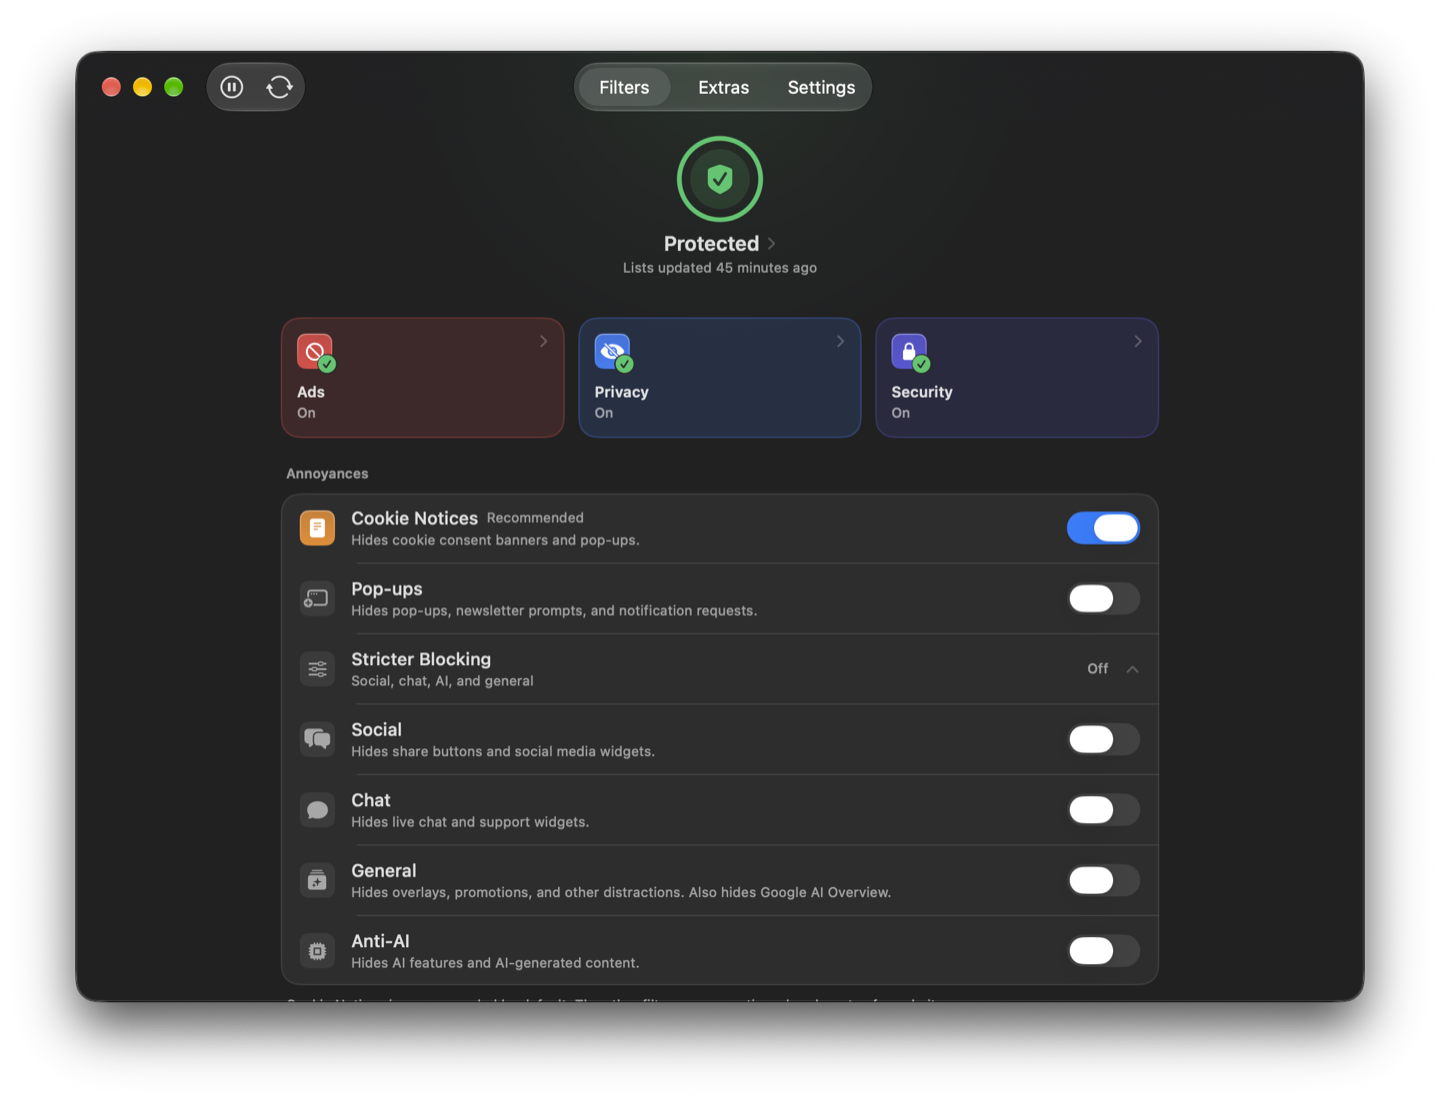 Filters
Extras
Settings
Protected
Lists updated 45 minutes ago
Ads
On
Privacy
On
Security
On
Annoyances
Cookie Notices Recommended
Hides cookie consent banners and pop-ups.
Pop-ups
Hides pop-ups, newsletter prompts, and notification requests.
Stricter Blocking
Social, chat, AI, and general
Off
Social
Hides share buttons and social media widgets.
Chat
Hides live chat and support widgets.
General
Hides overlays, promotions, and other distractions. Also hides Google AI Overview.
Anti-AI
Hides AI features and AI-generated content.